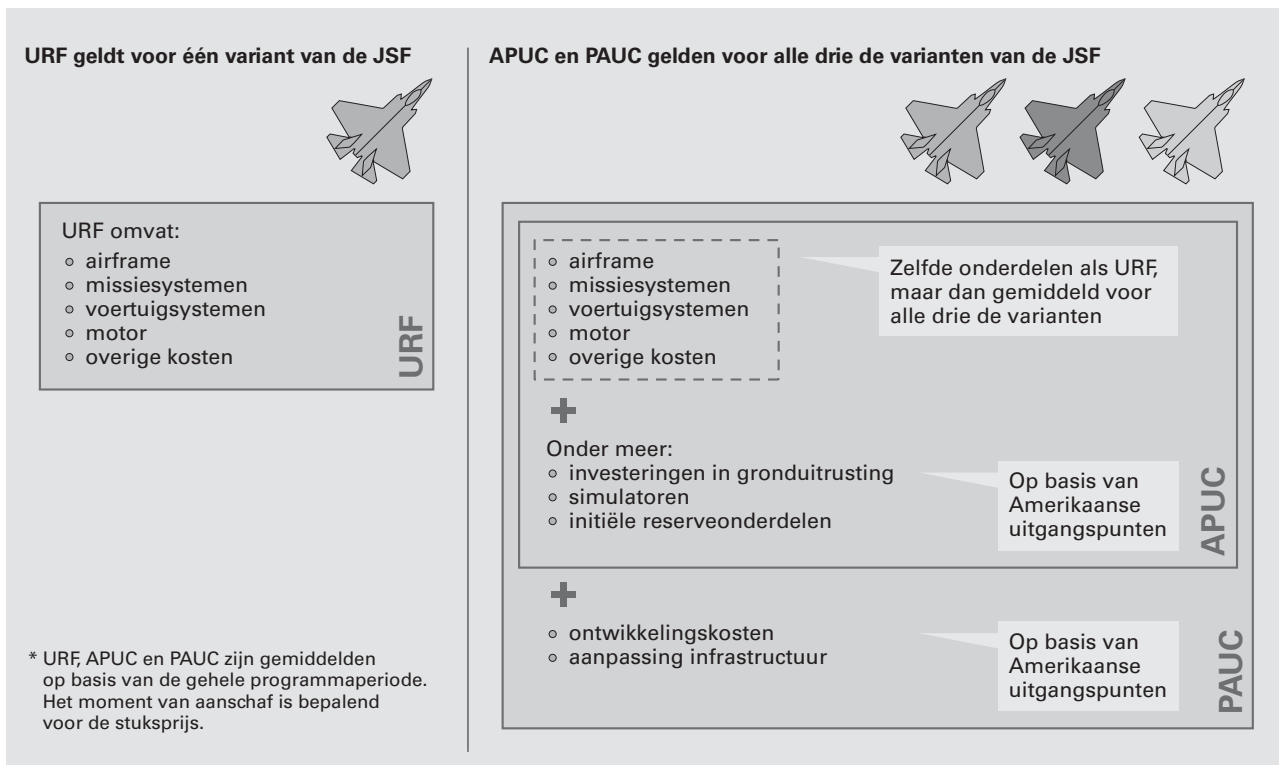 URF geldt voor één variant van de JSF
URF omvat:
airframe
missiesystemen
voertuigsystemen
motor
overige kosten
URF
* URF, APUC en PAUC zijn gemiddelden
op basis van de gehele programmaperiode.
Het moment van aanschaf is bepalend
voor de stuksprijs.
APUC en PAUC gelden voor alle drie de varianten van de JSF
airframe
missiesystemen
voertuigsystemen
motor
overige kosten
Zelfde onderdelen als URF,
maar dan gemiddeld voor
alle drie de varianten
+
Onder meer:
investeringen in gronduitrusting
simulatoren
initiële reserveonderdelen
Op basis van
Amerikaanse
uitgangspunten
APUC
+
ontwikkelingskosten
aanpassing infrastructuur
Op basis van
Amerikaanse
uitgangspunten
PAUC